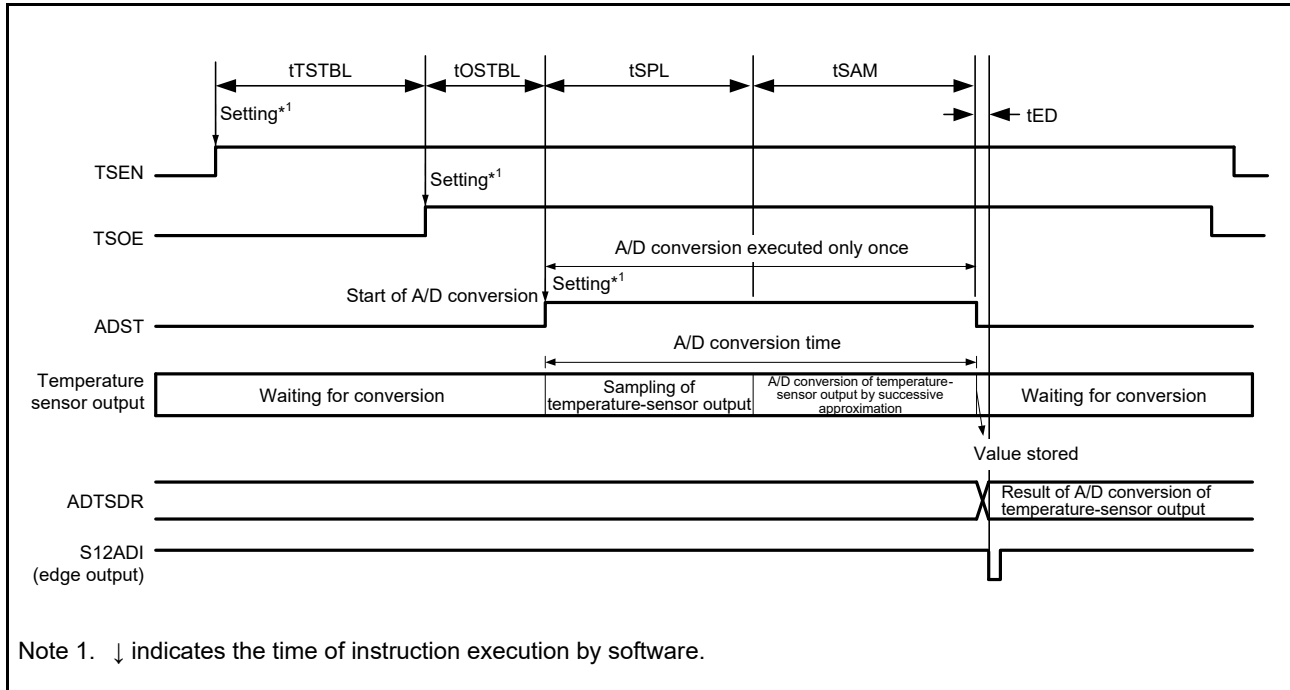 tTSTBL
tOSTBL
tSPL
tSAM
tED
Setting*1
TSEN
Setting*1
TSOE
A/D conversion executed only once
Setting*1
Start of A/D conversion
ADST
A/D conversion time
Temperature
sensor output
Waiting for conversion
Sampling of
temperature-sensor output
A/D conversion of temperature-
sensor output by successive
approximation
Waiting for conversion
Value stored
ADTSDR
Result of A/D conversion of
temperature-sensor output
S12ADI
(edge output)
Note 1. ↓ indicates the time of instruction execution by software.